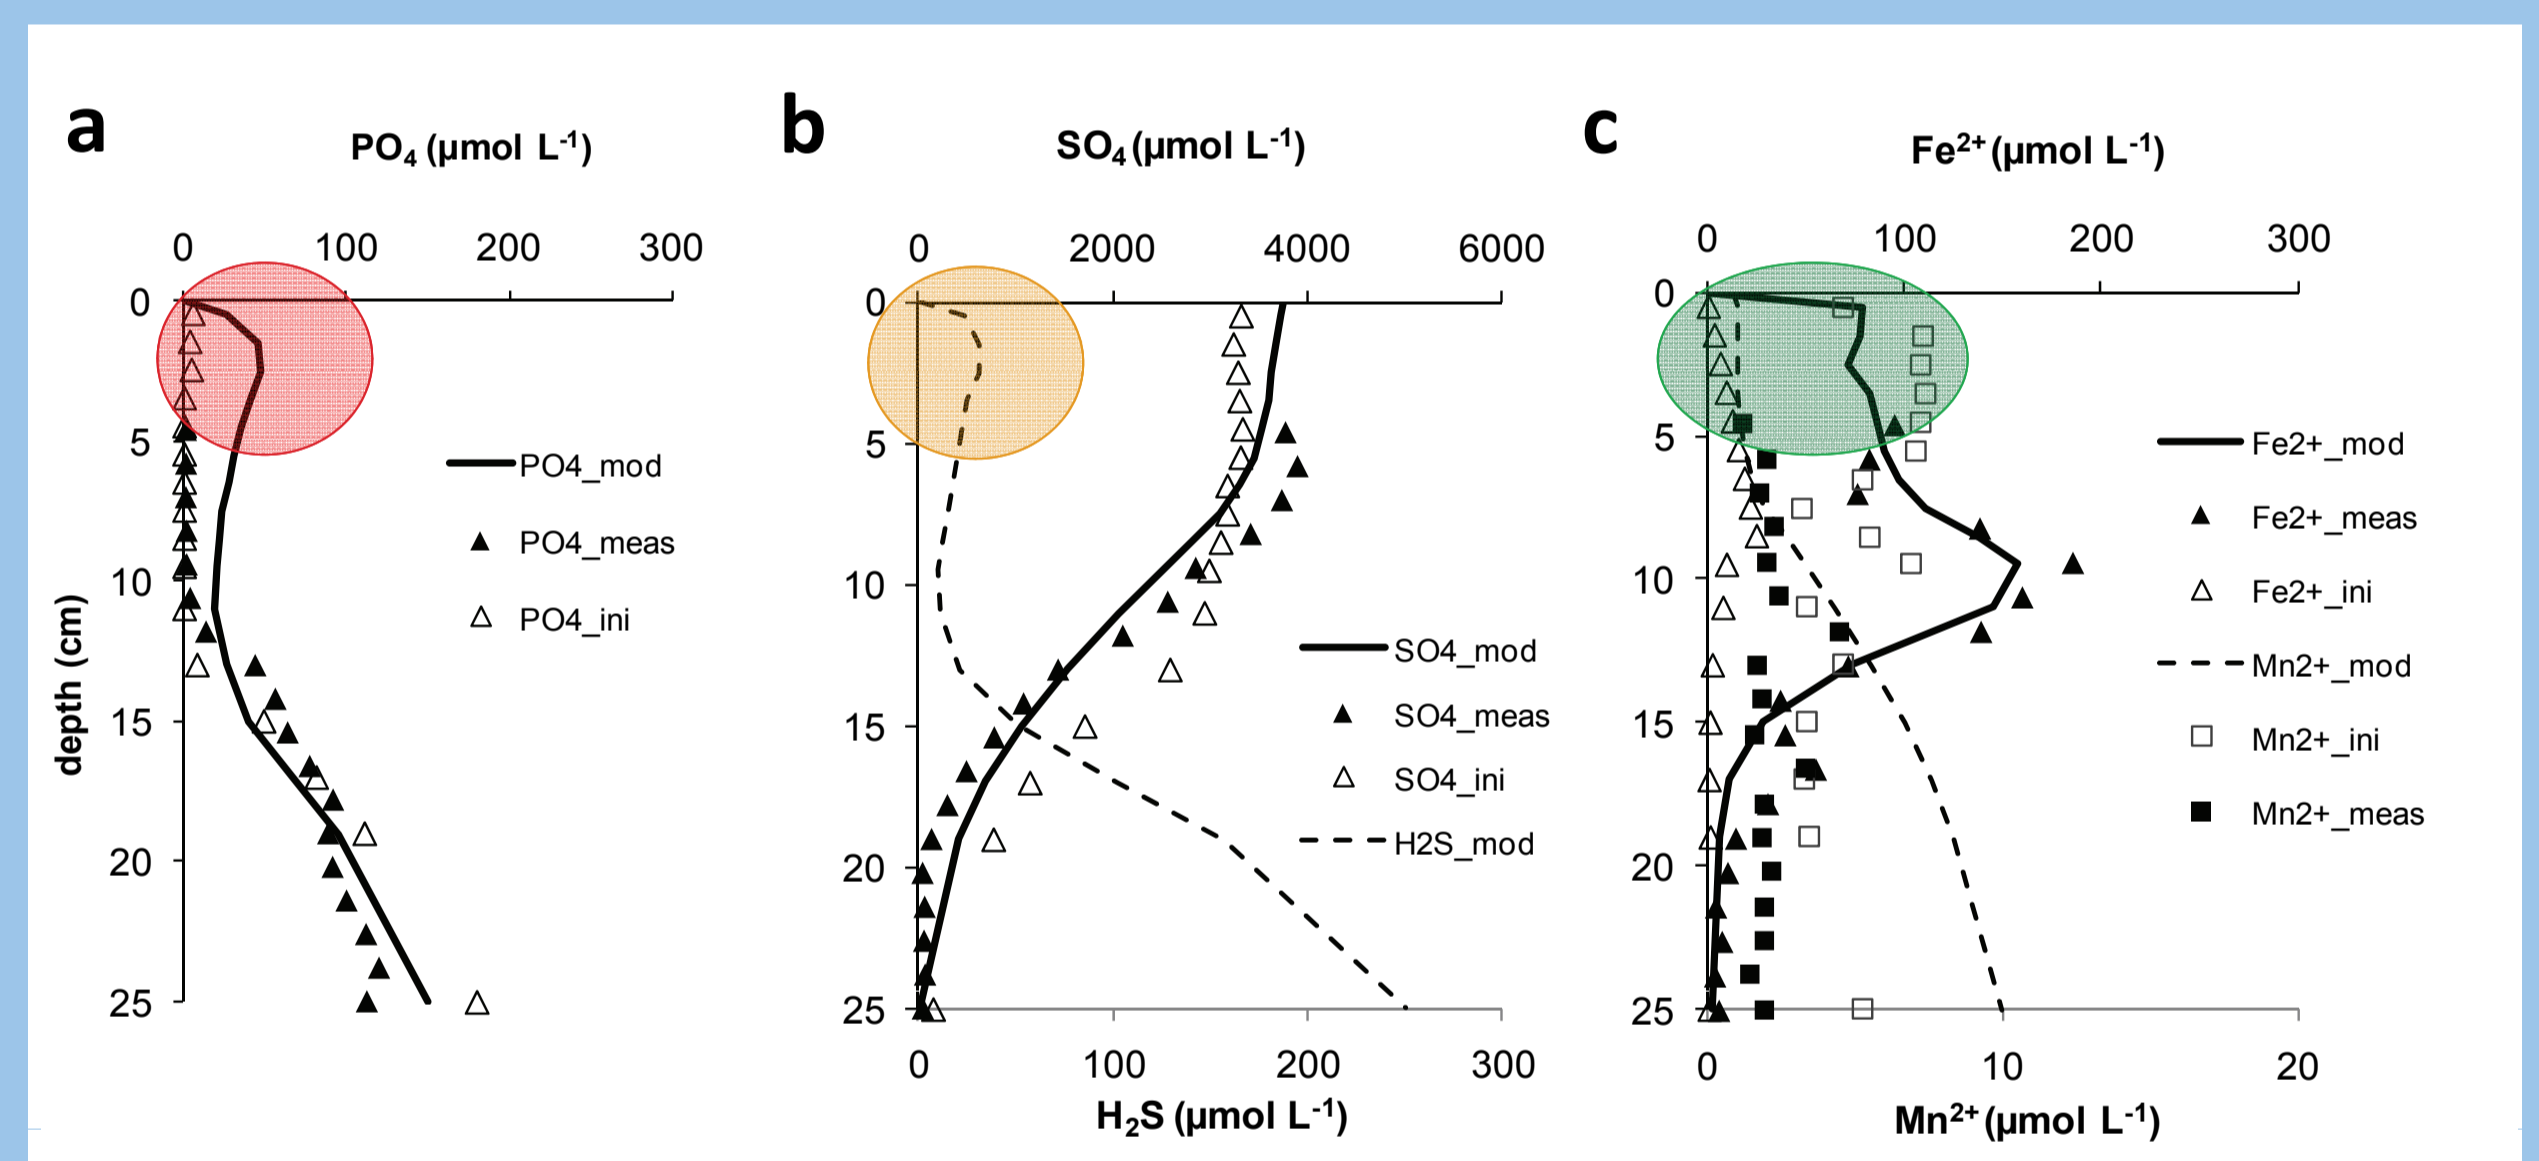 a
PO4 (µmol L-1)
0 100 200 300
0
5
10
15
20
25
depth (cm)
PO4_mod
PO4_meas
PO4_ini
b
SO4 (µmol L-1)
0 2000 4000 6000
0
5
10
15
20
25
SO4_mod
SO4_meas
SO4_ini
H2S_mod
0 100 200 300
H2S (µmol L-1)
c
Fe2+ (µmol L-1)
0 100 200 300
0
5
10
15
20
25
Fe2+_mod
Fe2+_meas
Fe2+_ini
Mn2+_mod
Mn2+_ini
Mn2+_meas
0 10 20
Mn2+ (µmol L-1)